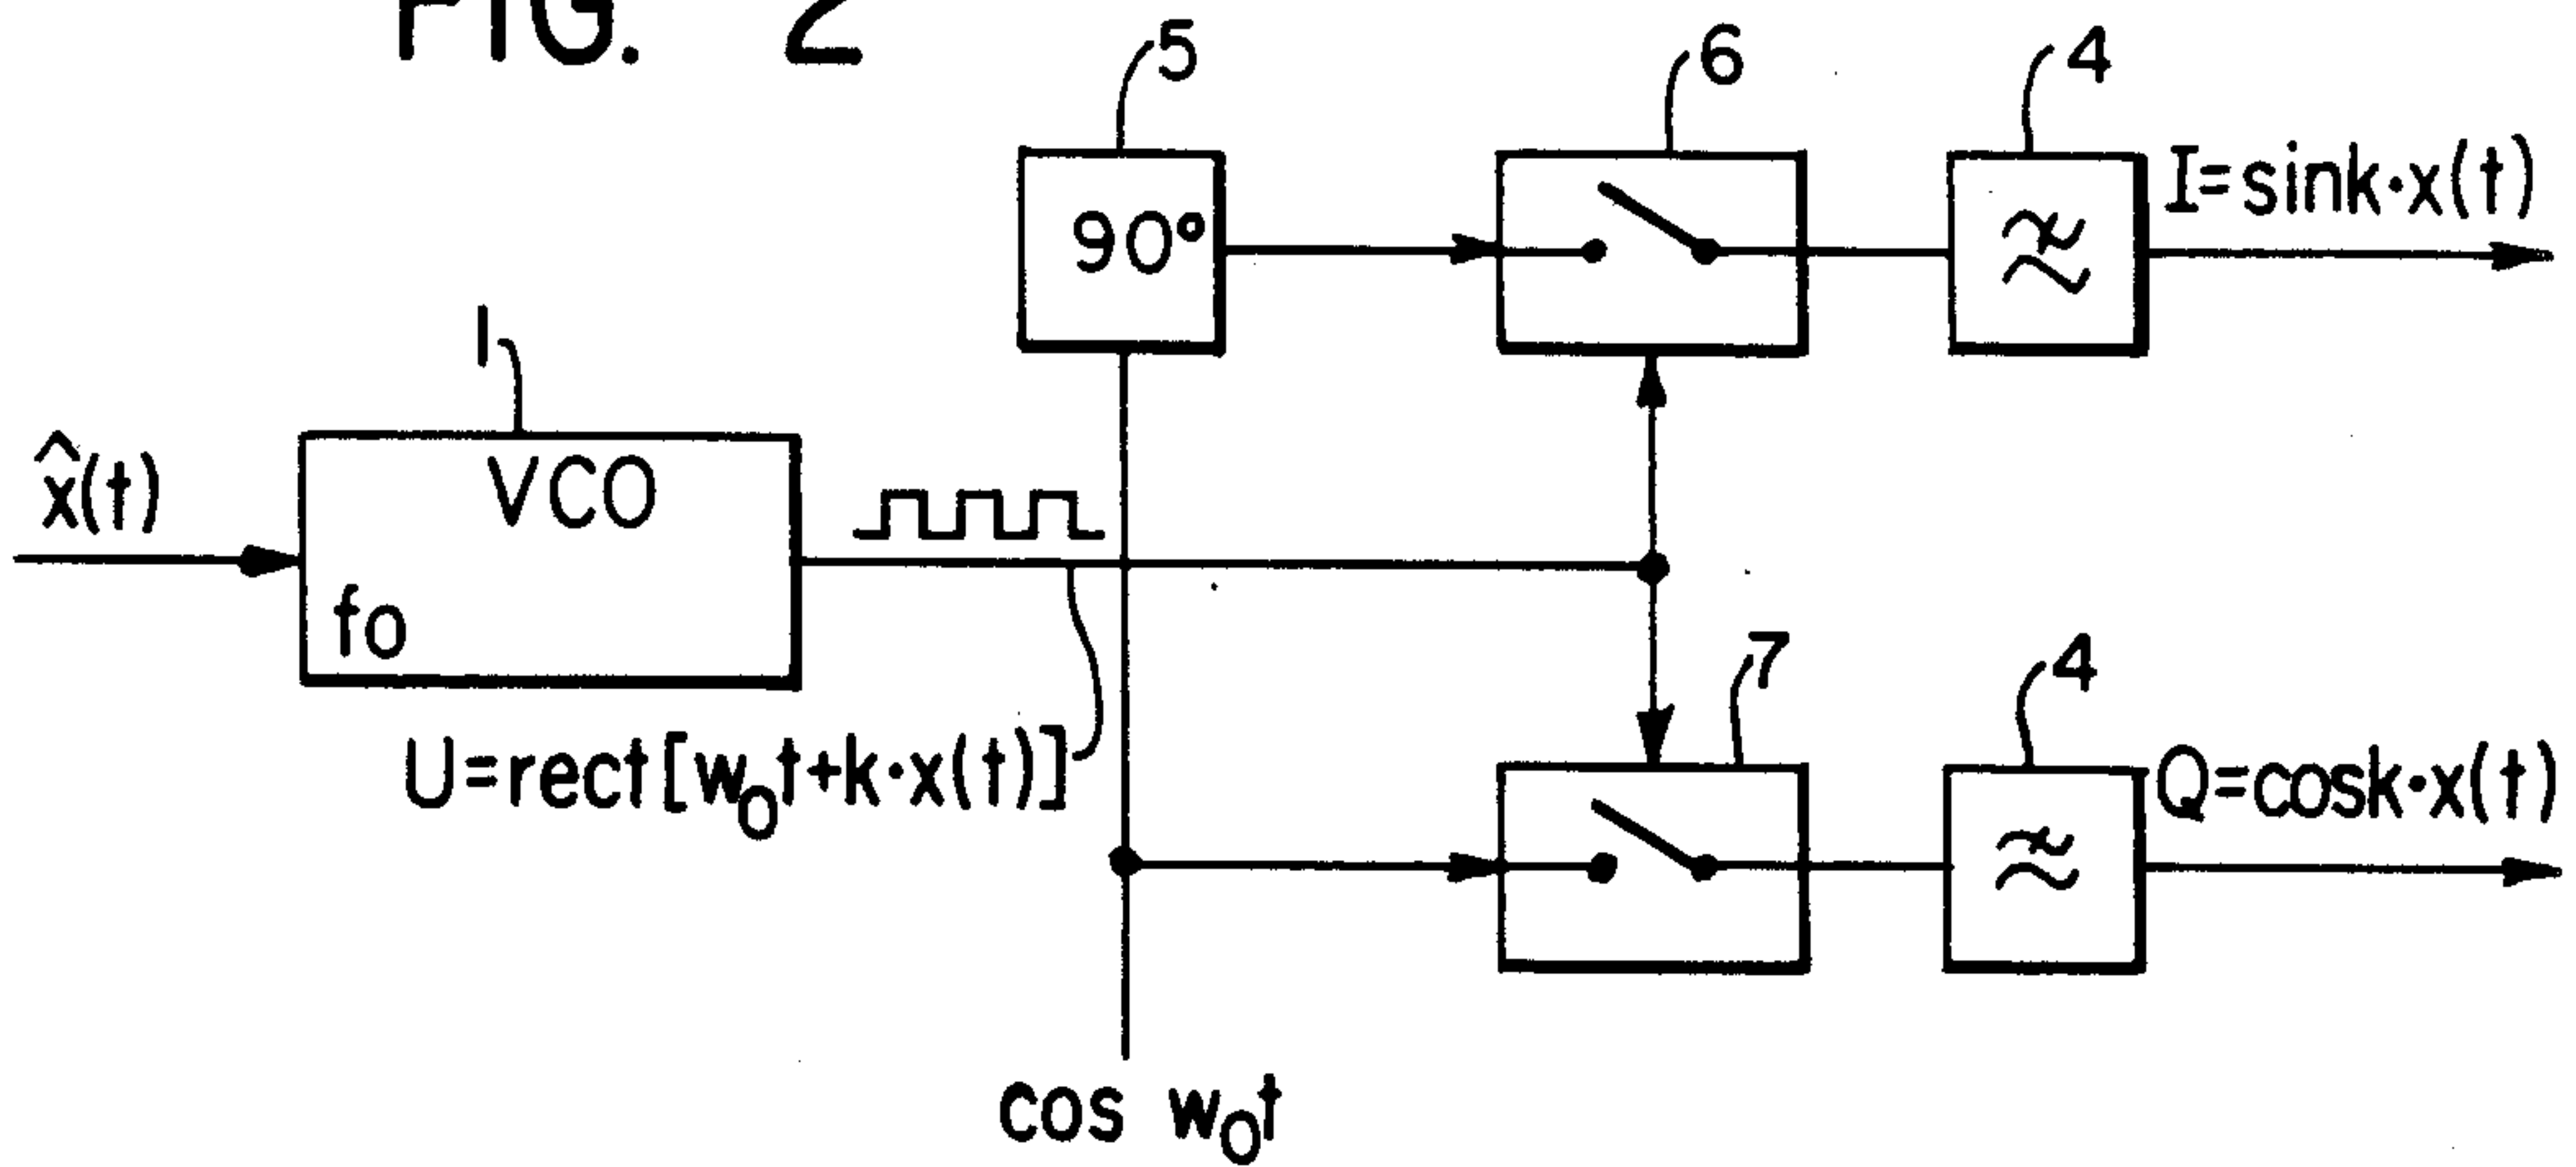 FIG. 2
5
6
4
90°
I=sink·x(t)
1
x̂(t)
VCO
fo
U=rect[w₀t+k·x(t)]
7
4
Q=cosk·x(t)
cos w₀t